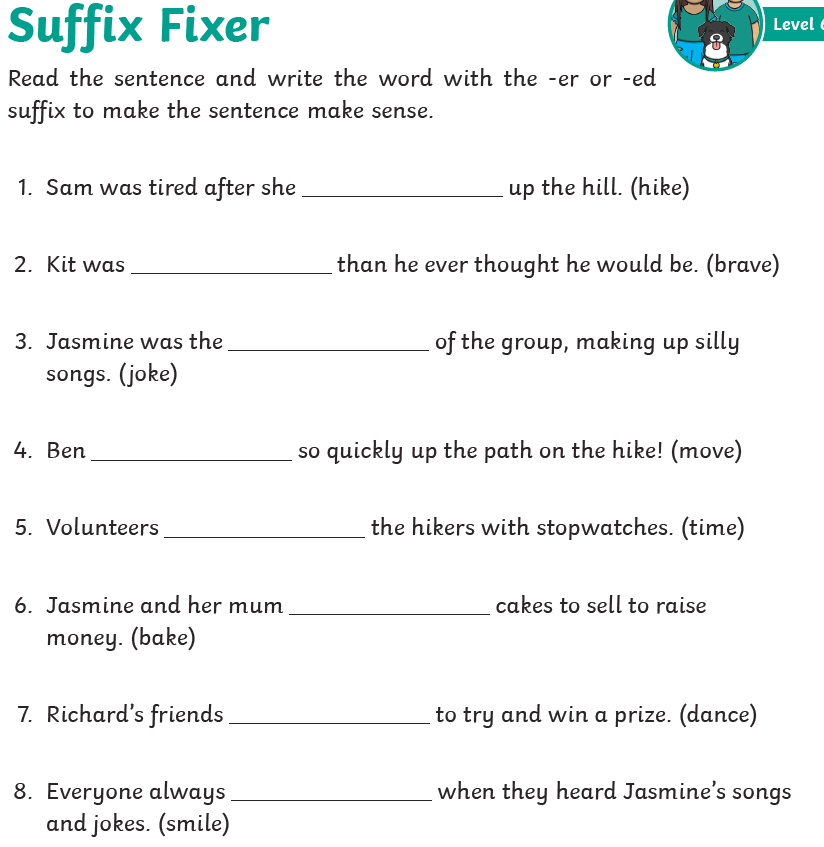 Suffix Fixer
Level
Read the sentence and write the word with the -er or -ed
suffix to make the sentence make sense.
1. Sam was tired after she ________________ up the hill. (hike)
2. Kit was ________________ than he ever thought he would be. (brave)
3. Jasmine was the ________________ of the group, making up silly
songs. (joke)
4. Ben ________________ so quickly up the path on the hike! (move)
5. Volunteers ________________ the hikers with stopwatches. (time)
6. Jasmine and her mum ________________ cakes to sell to raise
money. (bake)
7. Richard’s friends ________________ to try and win a prize. (dance)
8. Everyone always ________________ when they heard Jasmine’s songs
and jokes. (smile)